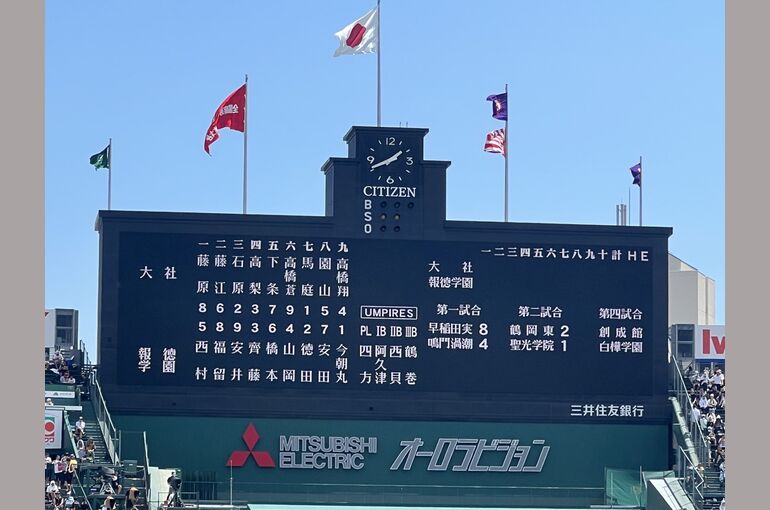 CITIZEN
B
S
O
大社
一 藤原 8
二 藤江 6
三 石原 2
四 高梨 3
五 下条 7
六 高橋蒼 9
七 馬庭 1
八 園山 5
九 高橋翔 4
報徳学園
5 西村
8 福留
9 安井
3 齊藤
6 橋本
4 山岡
2 徳田
7 安田
1 今朝丸
UMPIRES
PL 四方
IB 阿久津
IIB 西貝
IIIB 鶴巻
一二三四五六七八九十計HE
大社
報徳学園
第一試合
早稲田実 8
鳴門渦潮 4
第二試合
鶴岡東 2
聖光学院 1
第四試合
創成館
白樺学園
三井住友銀行
MITSUBISHI
ELECTRIC
オーロラビジョン